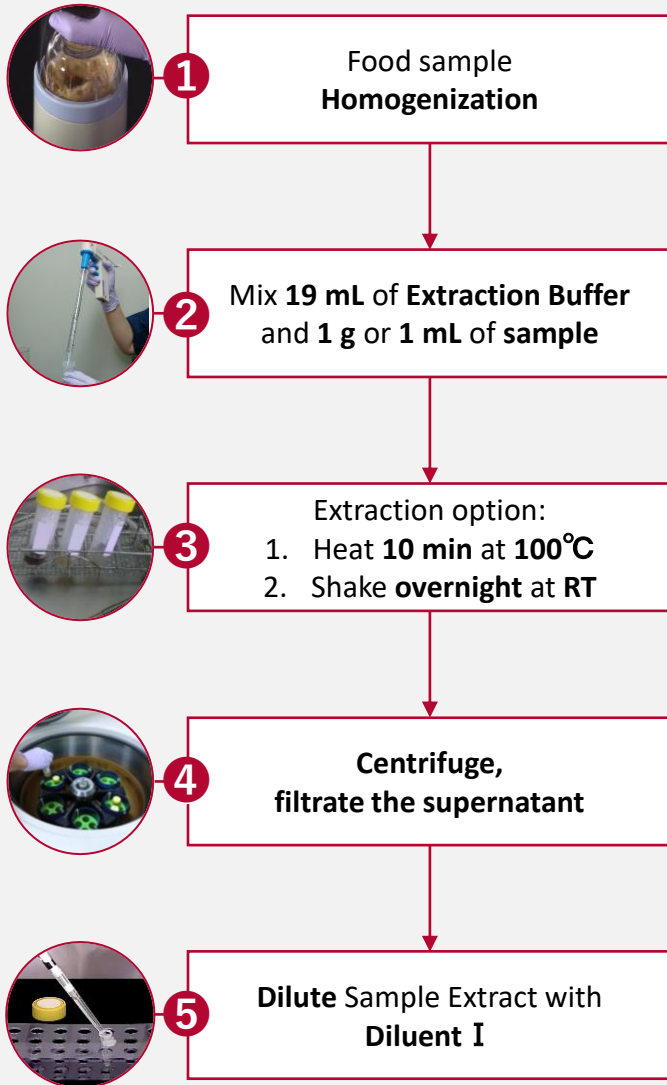 1
Food sample
Homogenization
2
Mix 19 mL of Extraction Buffer
and 1 g or 1 mL of sample
3
Extraction option:
1. Heat 10 min at 100℃
2. Shake overnight at RT
4
Centrifuge,
filtrate the supernatant
5
Dilute Sample Extract with
Diluent Ⅰ